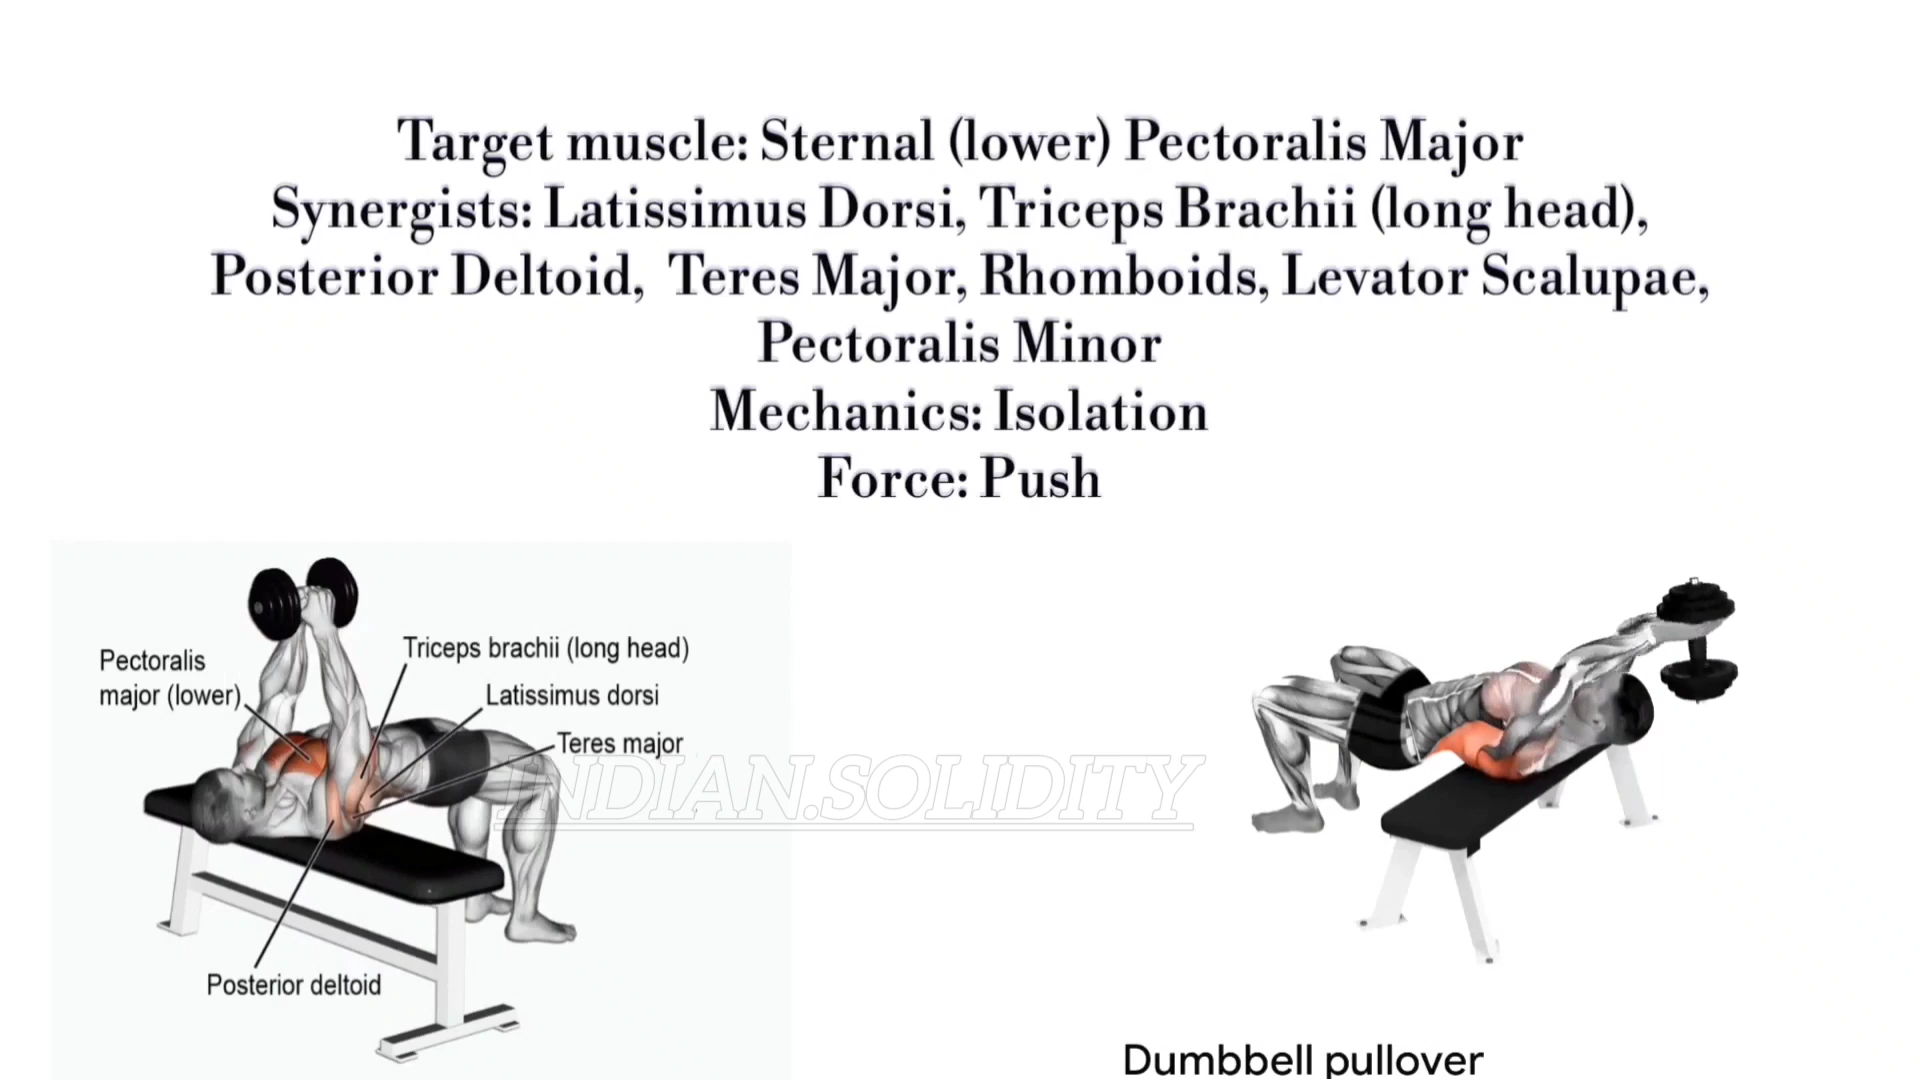 Target muscle: Sternal (lower) Pectoralis Major
Synergists: Latissimus Dorsi, Triceps Brachii (long head),
Posterior Deltoid, Teres Major, Rhomboids, Levator Scalupae,
Pectoralis Minor
Mechanics: Isolation
Force: Push
Triceps brachii (long head)
Pectoralis
major (lower)
Latissimus dorsi
Teres major
INDIAN.SOLIDITY
Posterior deltoid
Dumbbell pullover